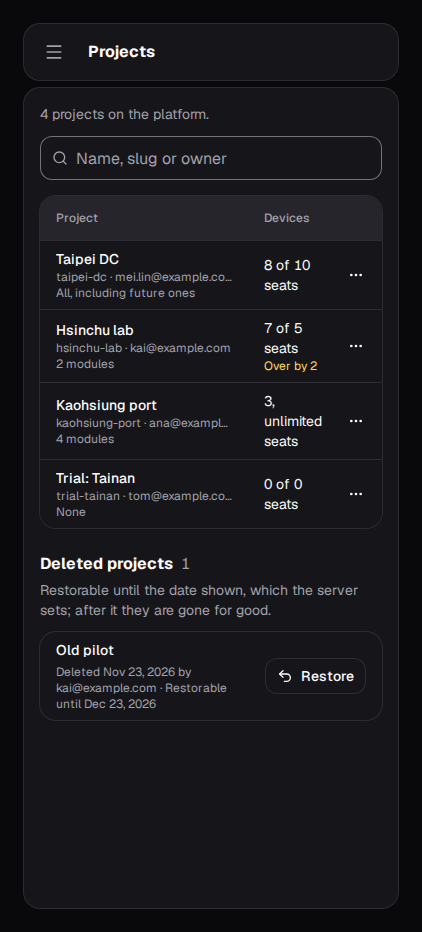 Projects
4 projects on the platform.
Name, slug or owner
Project Devices
Taipei DC
taipei-dc · mei.lin@example.co…
All, including future ones
8 of 10
seats
Hsinchu lab
hsinchu-lab · kai@example.com
2 modules
7 of 5
seats
Over by 2
Kaohsiung port
kaohsiung-port · ana@exampl…
4 modules
3,
unlimited
seats
Trial: Tainan
trial-tainan · tom@example.co…
None
0 of 0
seats
Deleted projects 1
Restorable until the date shown, which the server
sets; after it they are gone for good.
Old pilot
Deleted Nov 23, 2026 by
kai@example.com · Restorable
until Dec 23, 2026
Restore